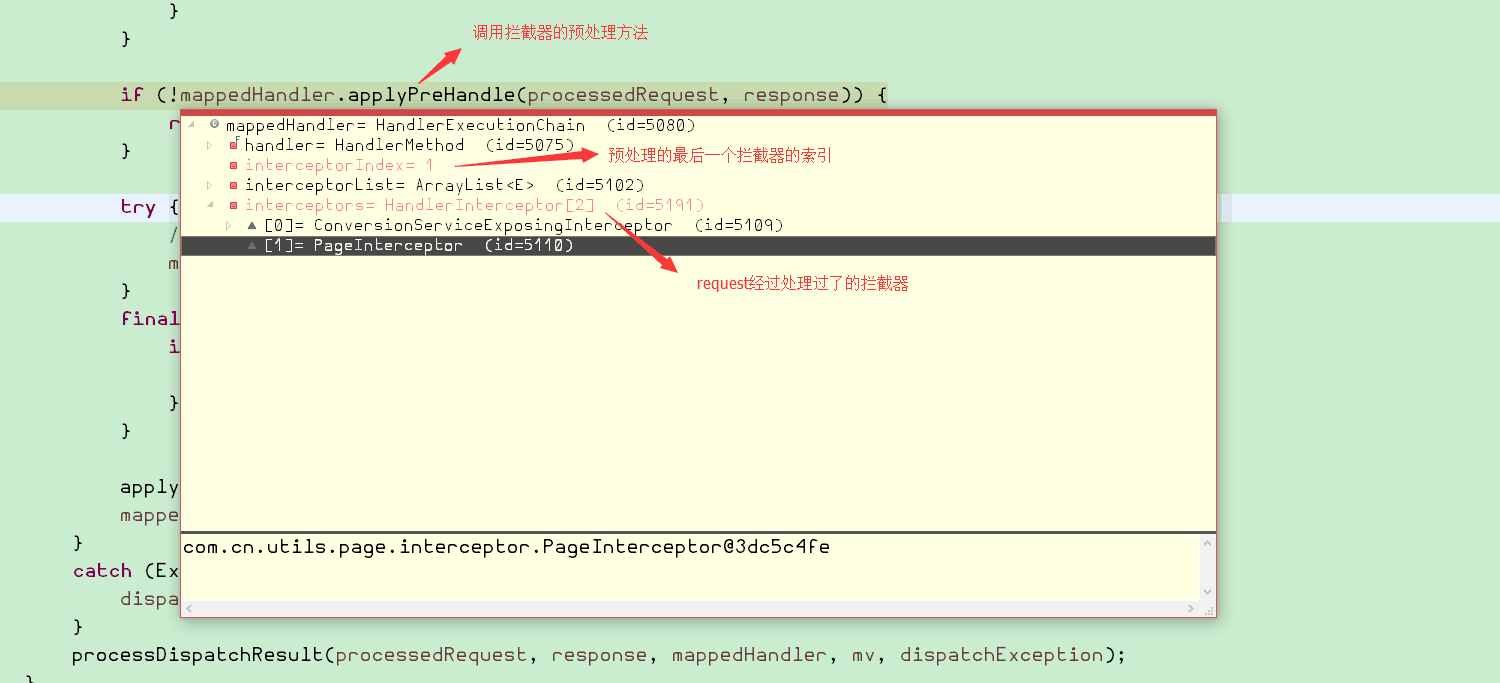 }
}
调用拦截器的预处理方法
if (!mappedHandler.applyPreHandle(processedRequest, response)) {
r
}
try {
/
m
}
final
i
}
}
apply
mappe
}
catch (Ex
dispa
}
processDispatchResult(processedRequest, response, mappedHandler, mv, dispatchException);
}
mappedHandler= HandlerExecutionChain (id=5080)
handler= HandlerMethod (id=5075)
interceptorIndex= 1
预处理的最后一个拦截器的索引
interceptorList= ArrayList<E> (id=5102)
interceptors= HandlerInterceptor[2] (id=5191)
[0]= ConversionServiceExposingInterceptor (id=5109)
[1]= PageInterceptor (id=5110)
request经过处理过了的拦截器
com.cn.utils.page.interceptor.PageInterceptor@3dc5c4fe